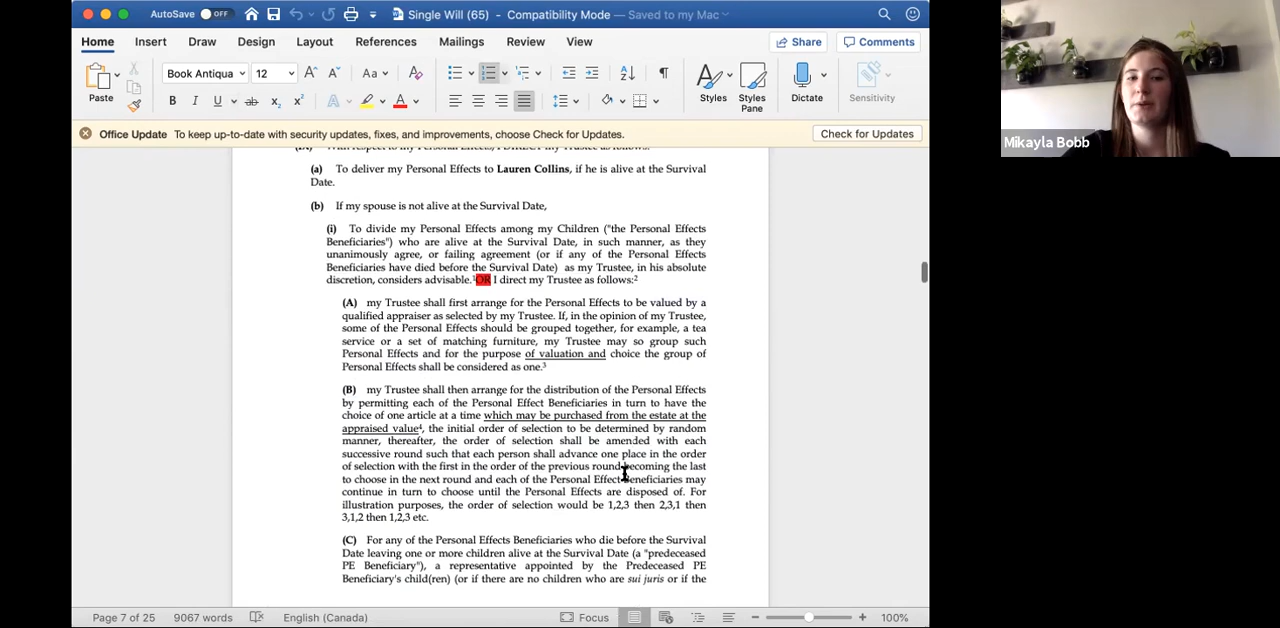 AutoSave OFF Single Will (65) - Compatibility Mode — Saved to my Mac
Home Insert Draw Design Layout References Mailings Review View Share Comments
Book Antiqua 12 Aa
Paste B I U ab x₂ x² A A Styles Styles Pane Dictate Sensitivity
Office Update To keep up-to-date with security updates, fixes, and improvements, choose Check for Updates. Check for Updates
With respect to my Personal Effects, I DIRECT my Trustee as follows:
(a) To deliver my Personal Effects to Lauren Collins, if he is alive at the Survival
Date.
(b) If my spouse is not alive at the Survival Date,
(i) To divide my Personal Effects among my Children ("the Personal Effects
Beneficiaries") who are alive at the Survival Date, in such manner, as they
unanimously agree, or failing agreement (or if any of the Personal Effects
Beneficiaries have died before the Survival Date) as my Trustee, in his absolute
discretion, considers advisable.¹OR I direct my Trustee as follows:²
(A) my Trustee shall first arrange for the Personal Effects to be valued by a
qualified appraiser as selected by my Trustee. If, in the opinion of my Trustee,
some of the Personal Effects should be grouped together, for example, a tea
service or a set of matching furniture, my Trustee may so group such
Personal Effects and for the purpose of valuation and choice the group of
Personal Effects shall be considered as one.³
(B) my Trustee shall then arrange for the distribution of the Personal Effects
by permitting each of the Personal Effect Beneficiaries in turn to have the
choice of one article at a time which may be purchased from the estate at the
appraised value⁴, the initial order of selection to be determined by random
manner, thereafter, the order of selection shall be amended with each
successive round such that each person shall advance one place in the order
of selection with the first in the order of the previous round becoming the last
to choose in the next round and each of the Personal Effect Beneficiaries may
continue in turn to choose until the Personal Effects are disposed of. For
illustration purposes, the order of selection would be 1,2,3 then 2,3,1 then
3,1,2 then 1,2,3 etc.
(C) For any of the Personal Effects Beneficiaries who die before the Survival
Date leaving one or more children alive at the Survival Date (a "predeceased
PE Beneficiary"), a representative appointed by the Predeceased PE
Beneficiary's child(ren) (or if there are no children who are sui juris or if the
Page 7 of 25 9067 words English (Canada) Focus 100%
Mikayla Bobb